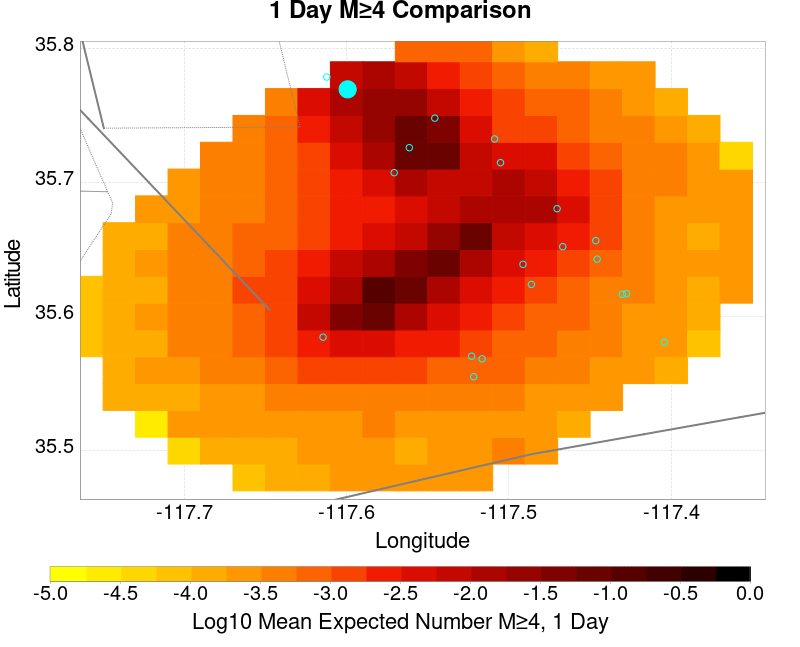 1 Day M≥4 Comparison
35.8
35.7
35.6
35.5
Latitude
-117.7 -117.6 -117.5 -117.4
Longitude
-5.0 -4.5 -4.0 -3.5 -3.0 -2.5 -2.0 -1.5 -1.0 -0.5 0.0
Log10 Mean Expected Number M≥4, 1 Day